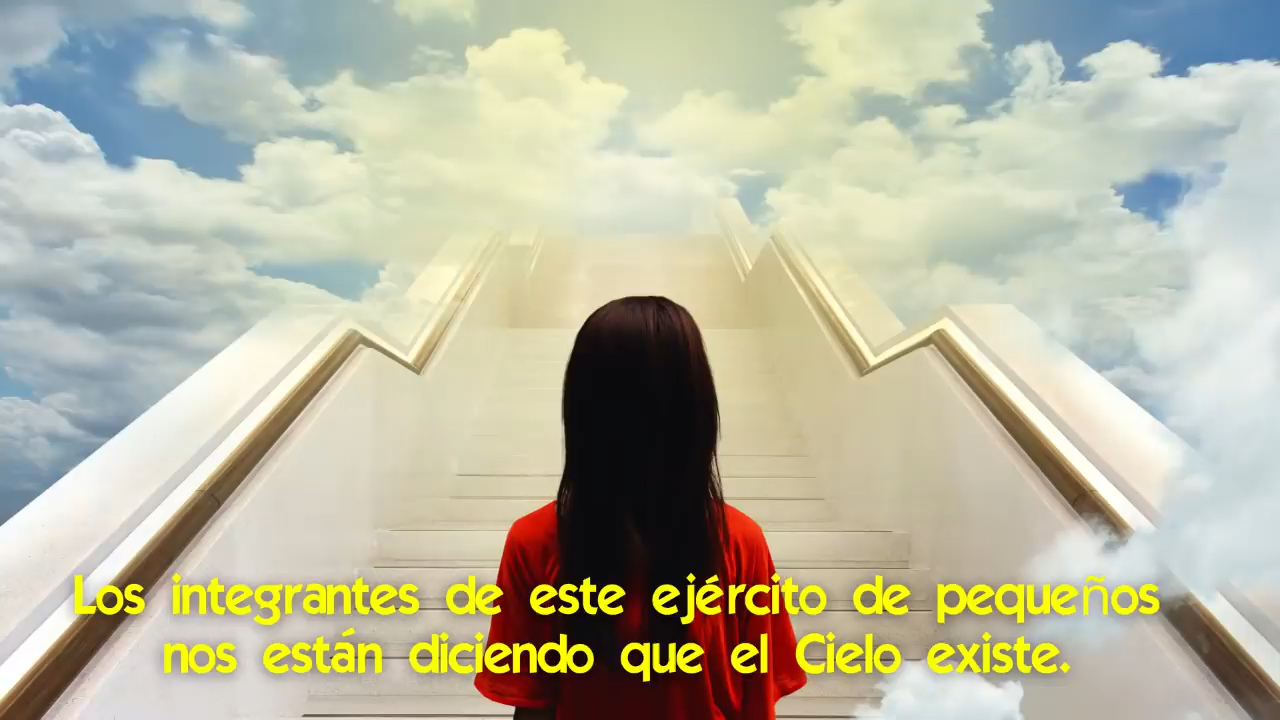 Los integrantes de este ejército de pequeños
nos están diciendo que el Cielo existe.